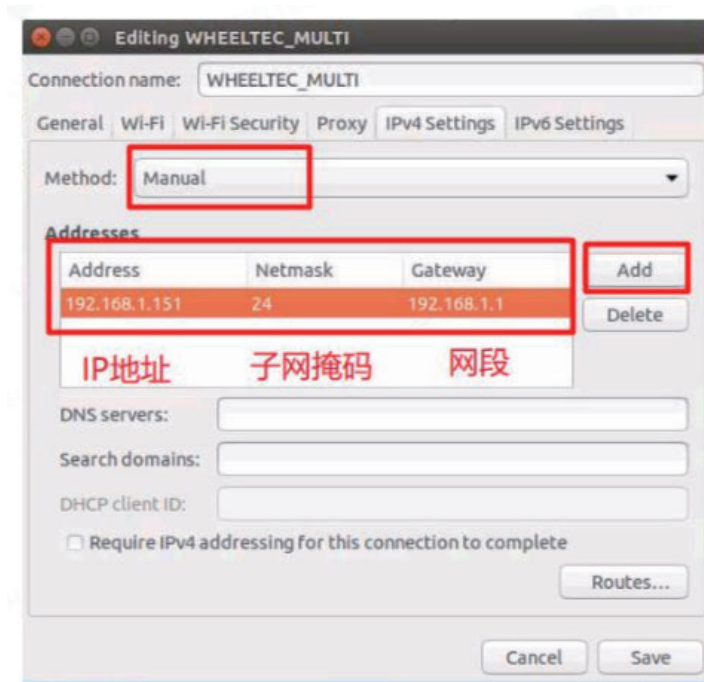 Editing WHEELTEC_MULTI
Connection name: WHEELTEC_MULTI
General Wi-Fi Wi-Fi Security Proxy IPv4 Settings IPv6 Settings
Method: Manual
Addresses
Address Netmask Gateway Add
192.168.1.151 24 192.168.1.1
Delete
IP地址 子网掩码 网段
DNS servers:
Search domains:
DHCP client ID:
Require IPv4 addressing for this connection to complete
Routes...
Cancel Save